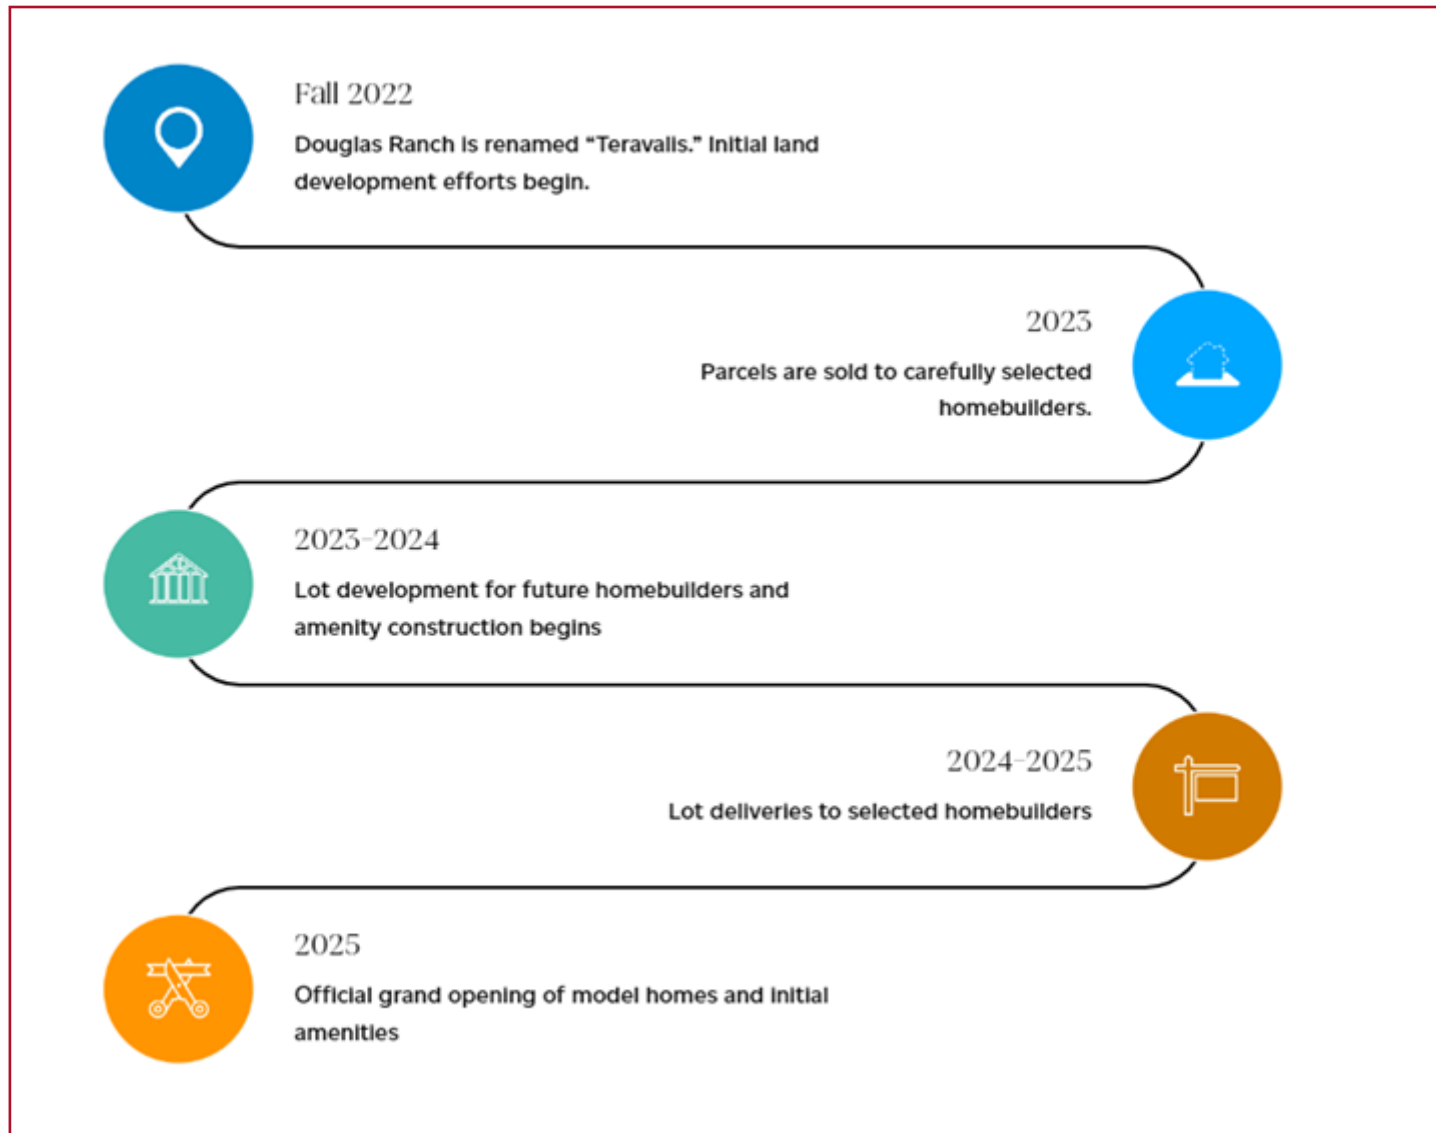 Fall 2022
Douglas Ranch is renamed “Teravalis.” Initial land
development efforts begin.
2023
Parcels are sold to carefully selected
homebuilders.
2023-2024
Lot development for future homebuilders and
amenity construction begins
2024-2025
Lot deliveries to selected homebuilders
2025
Official grand opening of model homes and initial
amenities